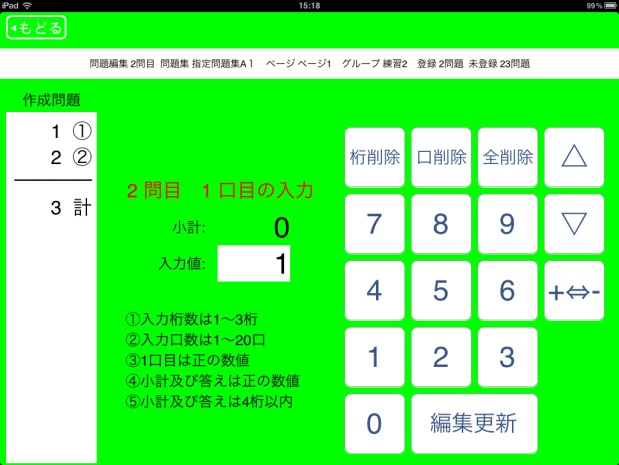 iPad 15:18 99%
もどる
問題編集 2問目 問題集 指定問題集A１ ページ ページ1 グループ 練習2 登録 2問題 未登録 23問題
作成問題
1 ①
2 ②
3 計
2 問目 1 口目の入力
小計: 0
入力値: 1
①入力桁数は1〜3桁
②入力口数は1〜20口
③1口目は正の数値
④小計及び答えは正の数値
⑤小計及び答えは4桁以内
桁削除 口削除 全削除 △
7 8 9 ▽
4 5 6 +⇔-
1 2 3
0 編集更新